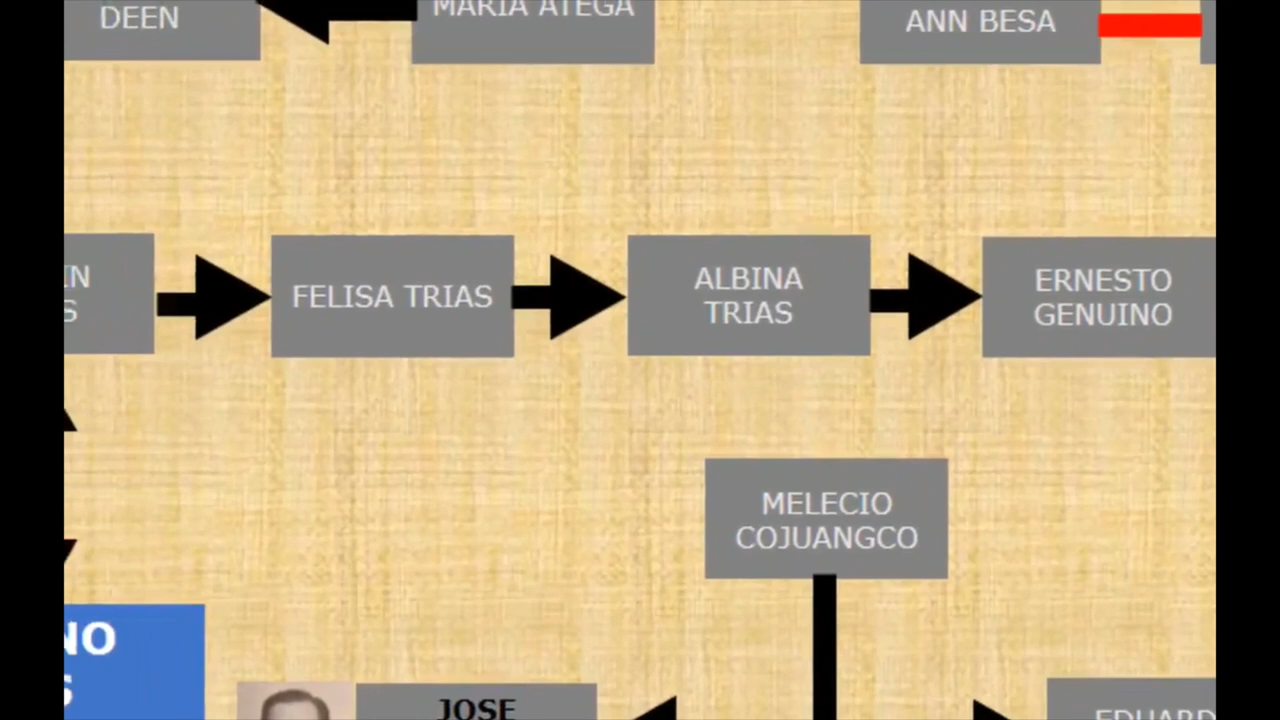 DEEN
MARIA ATEGA
ANN BESA
FELISA TRIAS
ALBINA
TRIAS
ERNESTO
GENUINO
MELECIO
COJUANGCO
JOSE